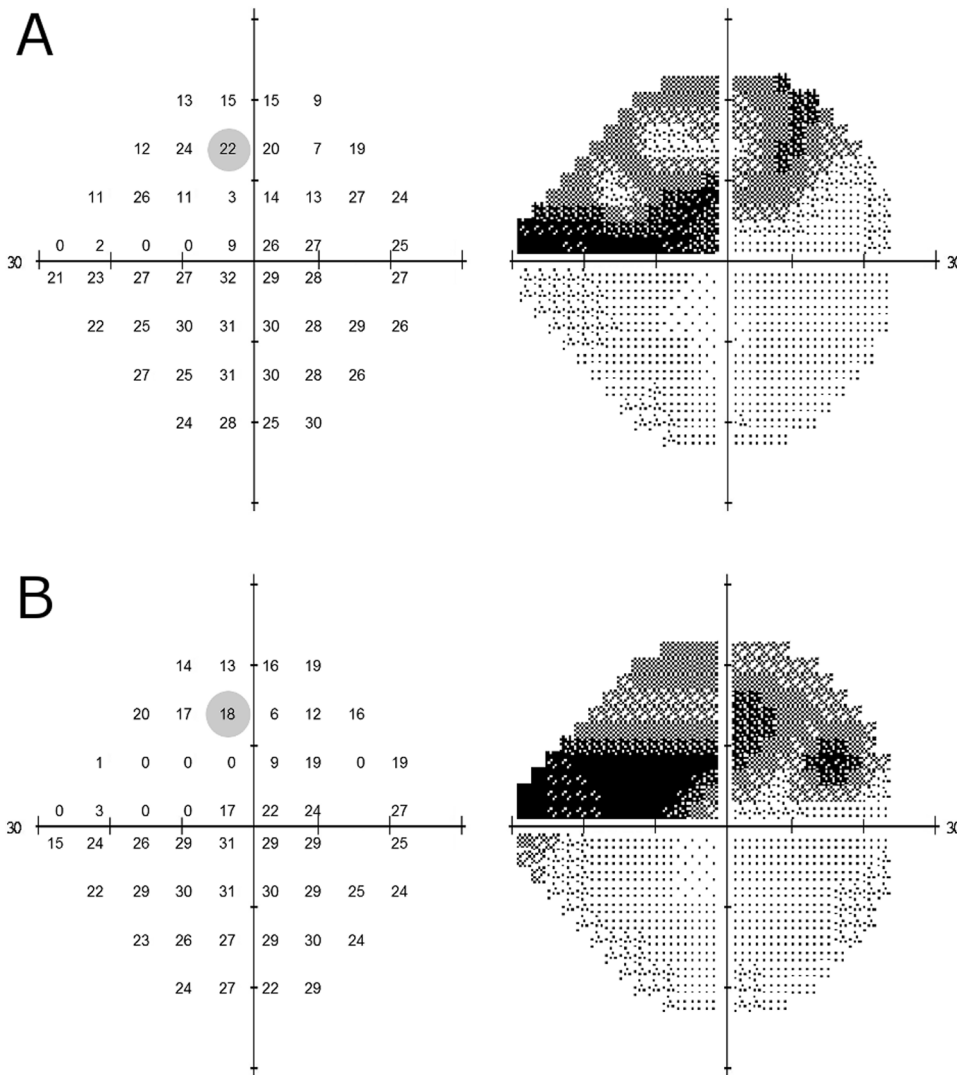 A
13 15 15 9
12 24 22 20 7 19
11 26 11 3 14 13 27 24
0 2 0 0 9 26 27 25
30 30
21 23 27 27 32 29 28 27
22 25 30 31 30 28 29 26
27 25 31 30 28 26
24 28 25 30
B
14 13 16 19
20 17 18 6 12 16
1 0 0 0 9 19 0 19
0 3 0 0 17 22 24 27
30 30
15 24 26 29 31 29 29 25
22 29 30 31 30 29 25 24
23 26 27 29 30 24
24 27 22 29